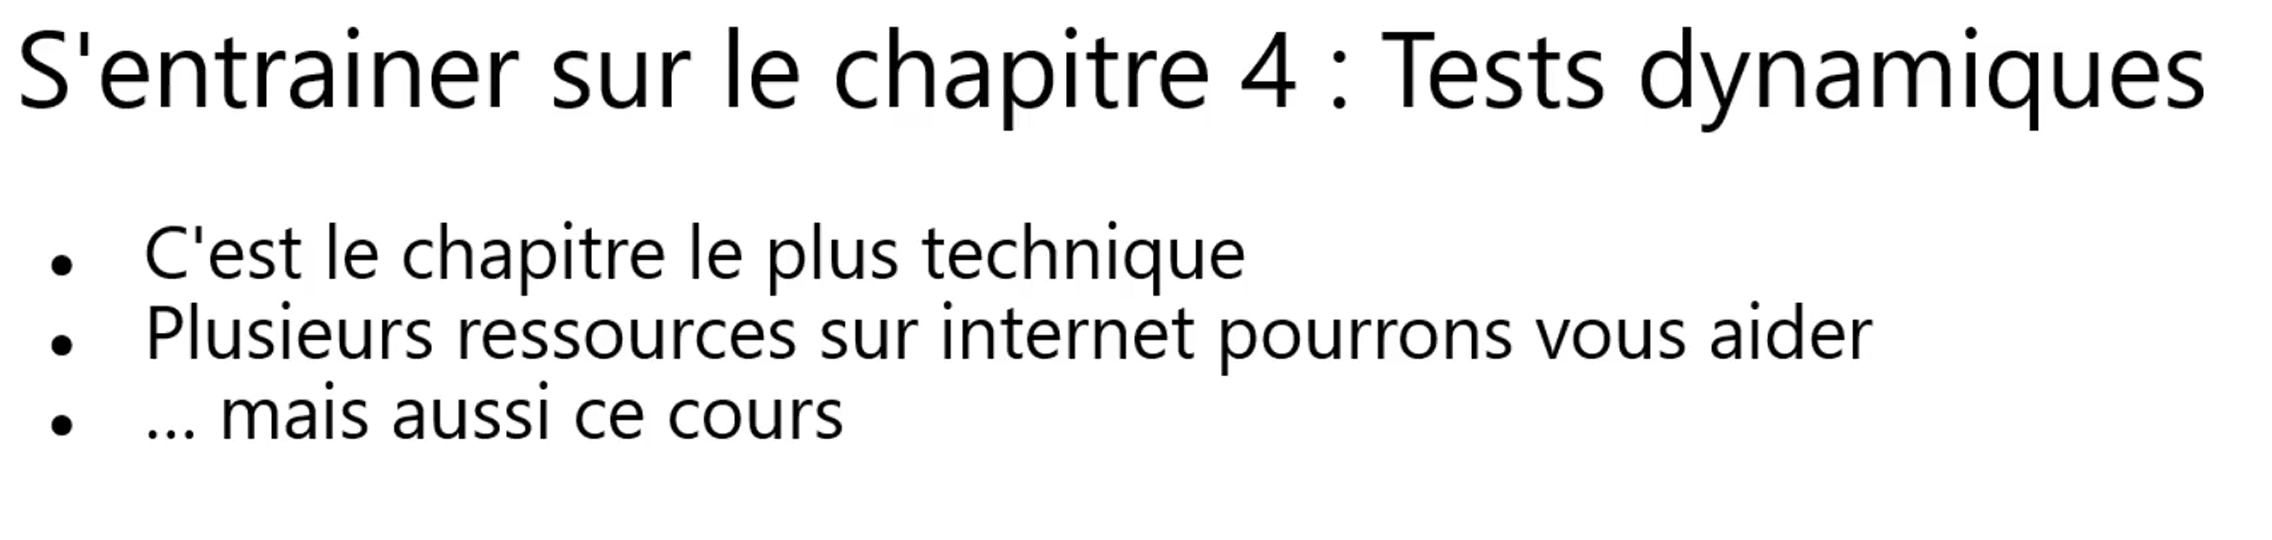 S'entrainer sur le chapitre 4 : Tests dynamiques
• C'est le chapitre le plus technique
• Plusieurs ressources sur internet pourrons vous aider
• ... mais aussi ce cours